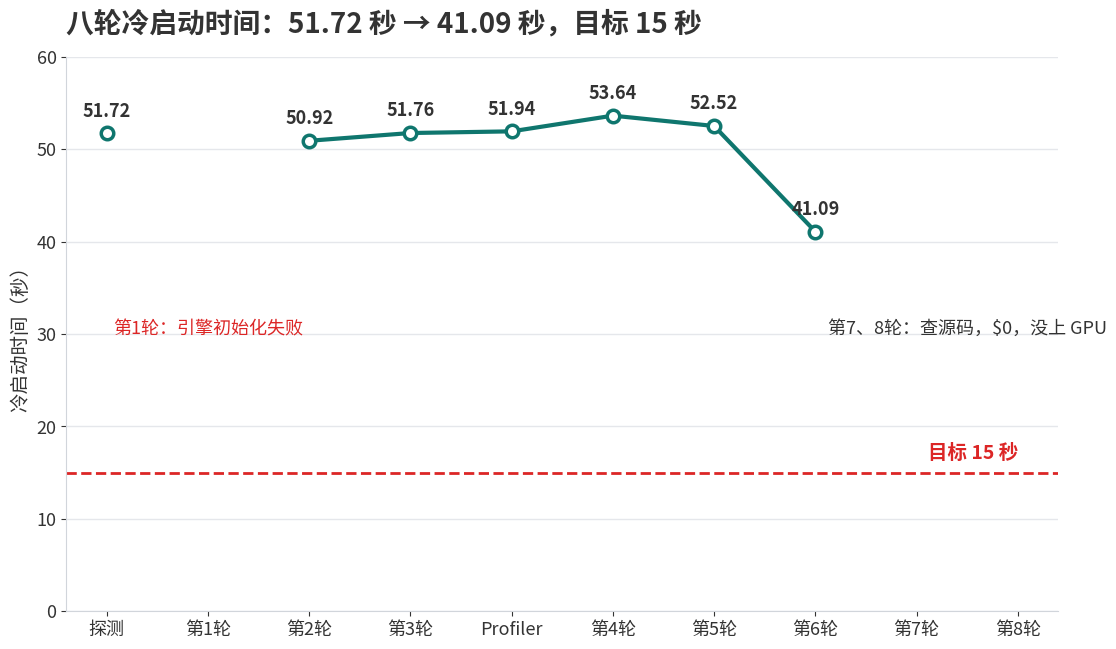 八轮冷启动时间：51.72 秒 → 41.09 秒，目标 15 秒
冷启动时间（秒）
60
50
40
30
20
10
0
51.72
50.92
51.76
51.94
53.64
52.52
41.09
第1轮：引擎初始化失败
第7、8轮：查源码，$0，没上 GPU
目标 15 秒
探测
第1轮
第2轮
第3轮
Profiler
第4轮
第5轮
第6轮
第7轮
第8轮